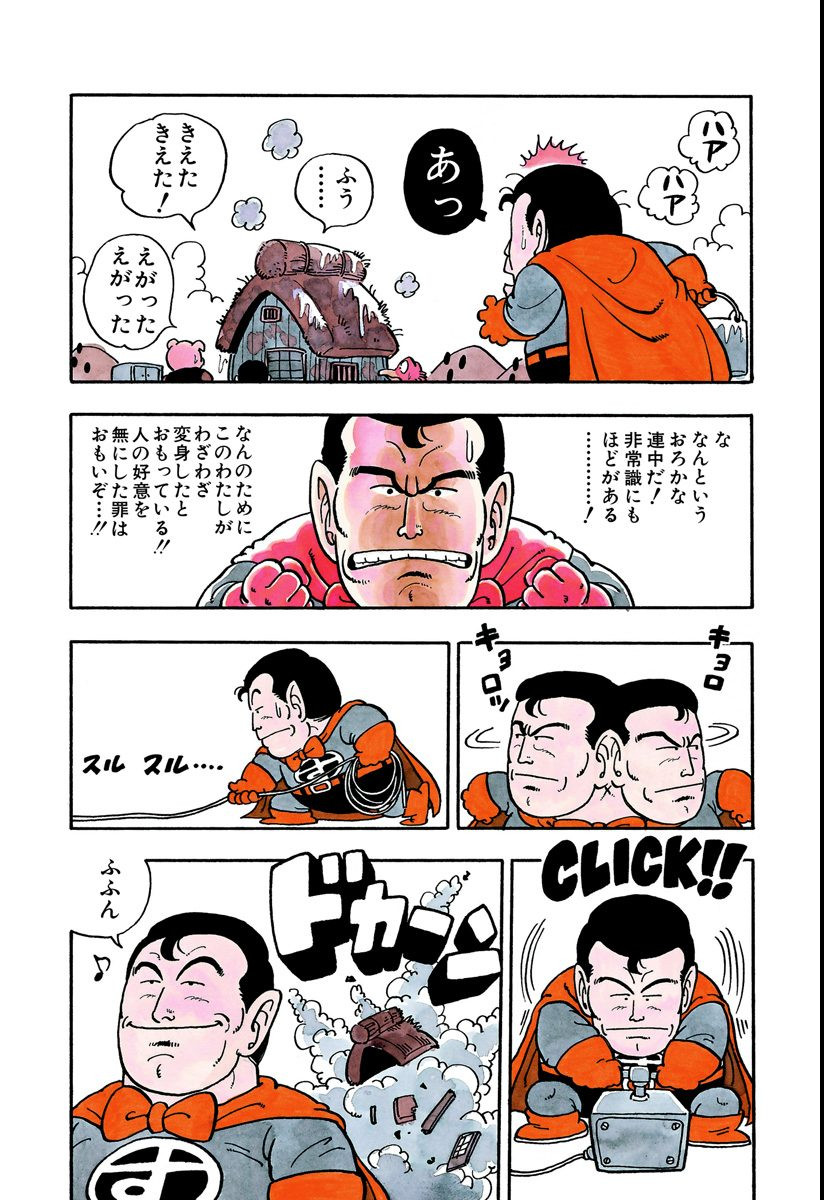 ハア
ハア
あっ
ふう
……
きえた
きえた!
えがった
えがった
な
なんという
おろかな
連中だ!
非常識にも
ほどがある
…………!
なんのために
このわたしが
わざわざ
変身したと
おもっている!!
人の好意を
無にした罪は
おもいぞ…!!
キョロ
キョロッ
スル スル‥‥
す
CLICK!!
ドカーン
ふふん
♪
す